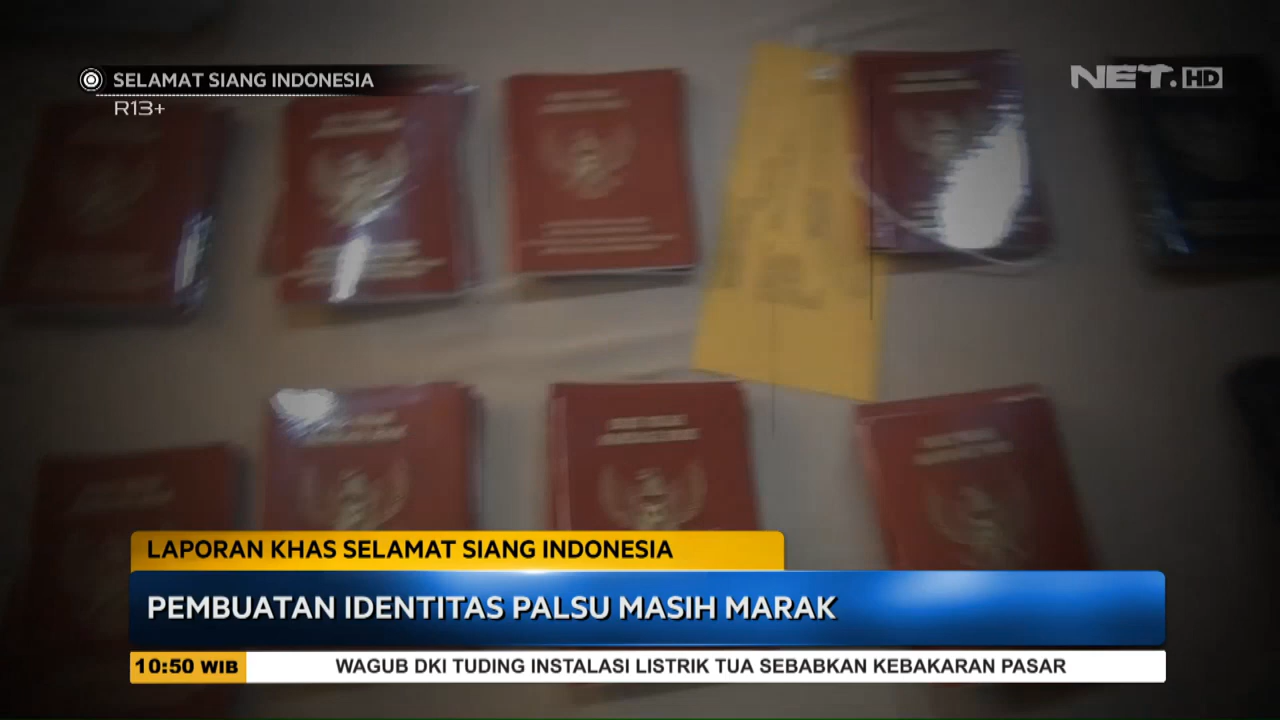 SELAMAT SIANG INDONESIA
R13+
NET. HD
LAPORAN KHAS SELAMAT SIANG INDONESIA
PEMBUATAN IDENTITAS PALSU MASIH MARAK
10:50 WIB
WAGUB DKI TUDING INSTALASI LISTRIK TUA SEBABKAN KEBAKARAN PASAR